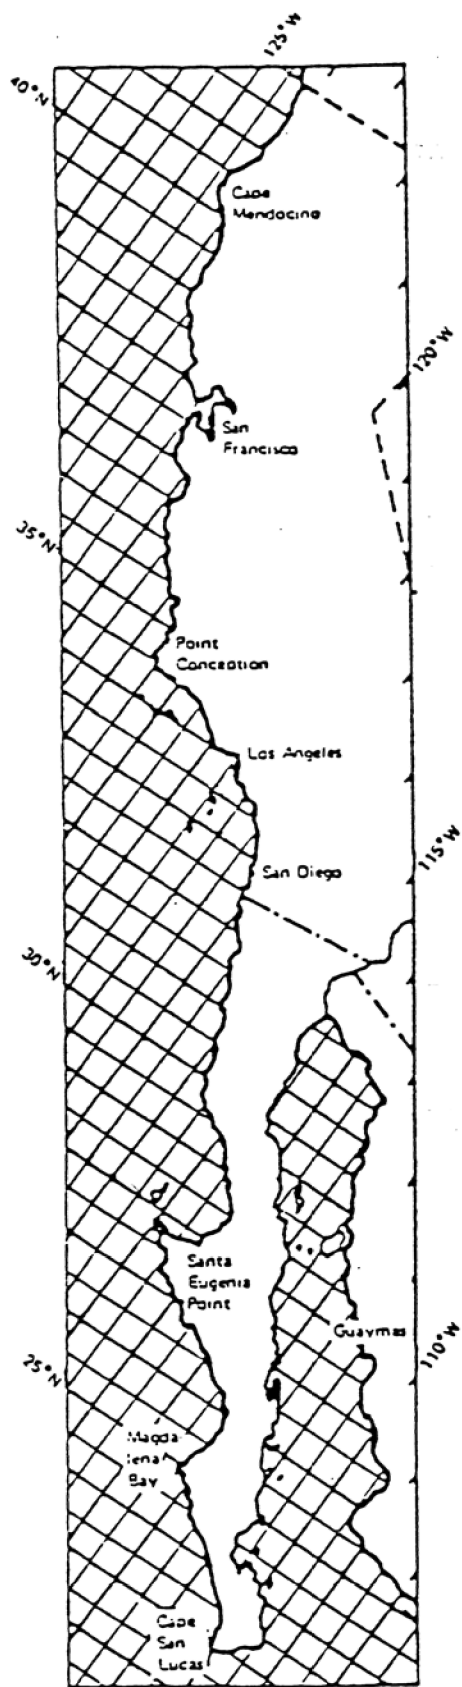 125°W
40°N
Cape
Mendocino
120°W
San
Francisco
35°N
Point
Conception
Los Angeles
115°W
San Diego
30°N
Santa
Eugenia
Point
Guaymas
110°W
25°N
Magda
lena
Bay
Cape
San
Lucas